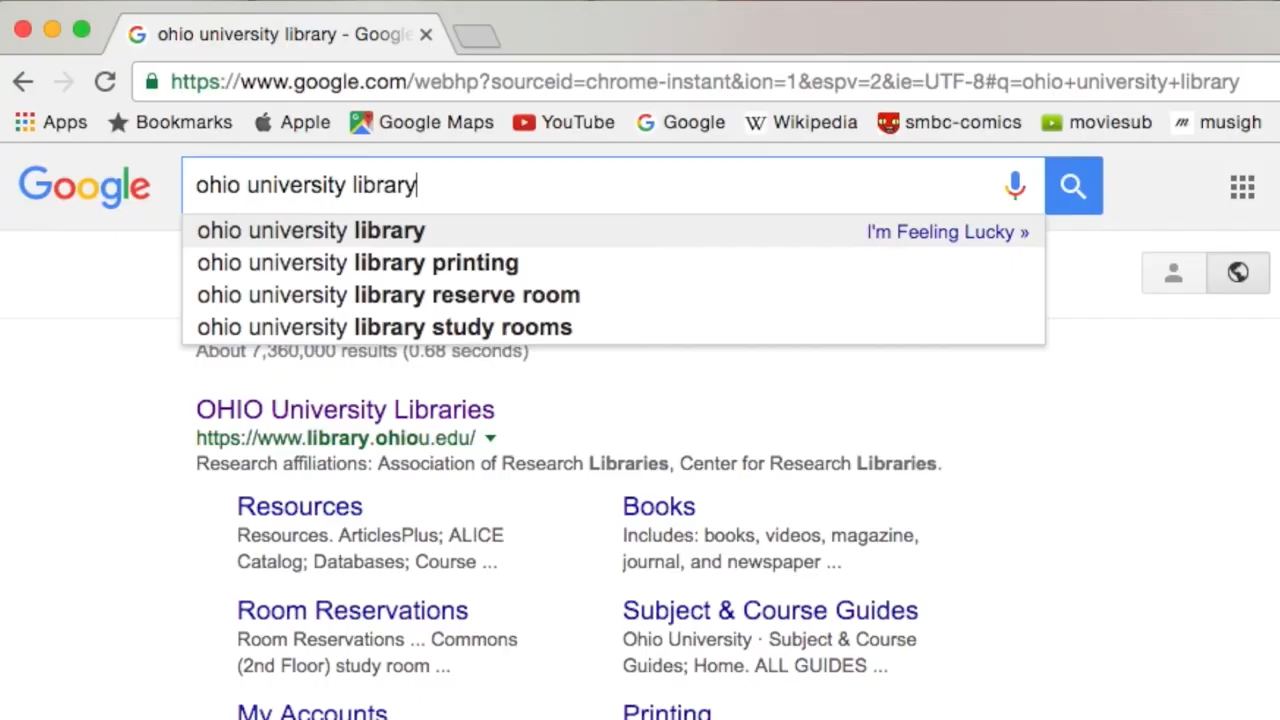 ohio university library - Google
https://www.google.com/webhp?sourceid=chrome-instant&ion=1&espv=2&ie=UTF-8#q=ohio+university+library
Apps Bookmarks Apple Google Maps YouTube Google Wikipedia smbc-comics moviesub musigh
Google ohio university library
ohio university library I'm Feeling Lucky »
ohio university library printing
ohio university library reserve room
ohio university library study rooms
About 7,360,000 results (0.68 seconds)
OHIO University Libraries
https://www.library.ohiou.edu/
Research affiliations: Association of Research Libraries, Center for Research Libraries.
Resources
Resources. ArticlesPlus; ALICE
Catalog; Databases; Course ...
Books
Includes: books, videos, magazine,
journal, and newspaper ...
Room Reservations
Room Reservations ... Commons
(2nd Floor) study room ...
Subject & Course Guides
Ohio University · Subject & Course
Guides; Home. ALL GUIDES ...
My Accounts
Printing